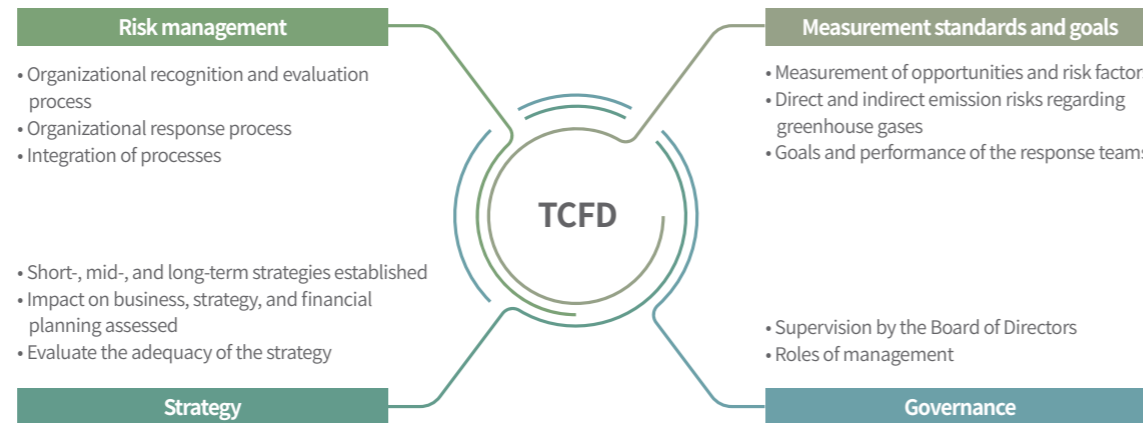 Risk management
• Organizational recognition and evaluation
process
• Organizational response process
• Integration of processes
Measurement standards and goals
• Measurement of opportunities and risk factor
• Direct and indirect emission risks regarding
greenhouse gases
• Goals and performance of the response teams
TCFD
• Short-, mid-, and long-term strategies established
• Impact on business, strategy, and financial
planning assessed
• Evaluate the adequacy of the strategy
Strategy
• Supervision by the Board of Directors
• Roles of management
Governance